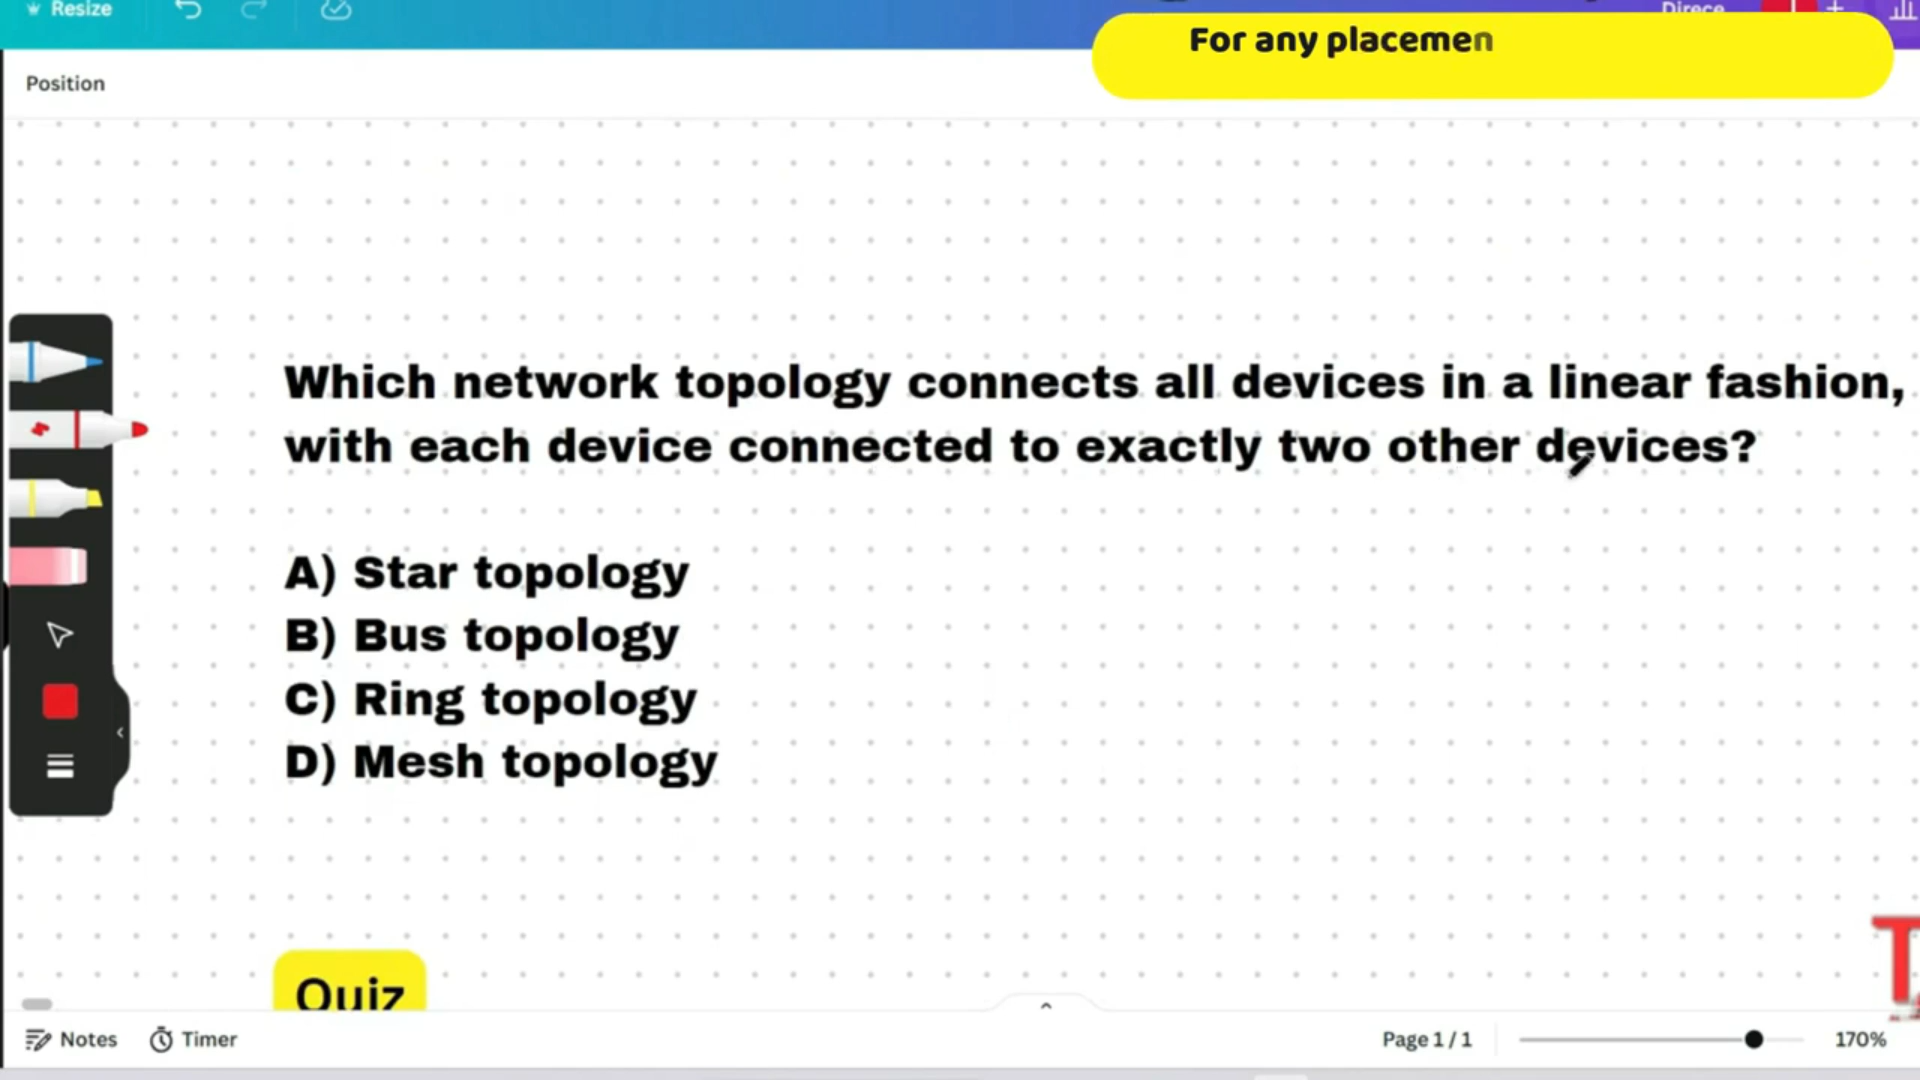 Resize
Direce
For any placemen
Position
Which network topology connects all devices in a linear fashion,
with each device connected to exactly two other devices?
A) Star topology
B) Bus topology
C) Ring topology
D) Mesh topology
Quiz
T
Notes
Timer
Page 1 / 1
170%